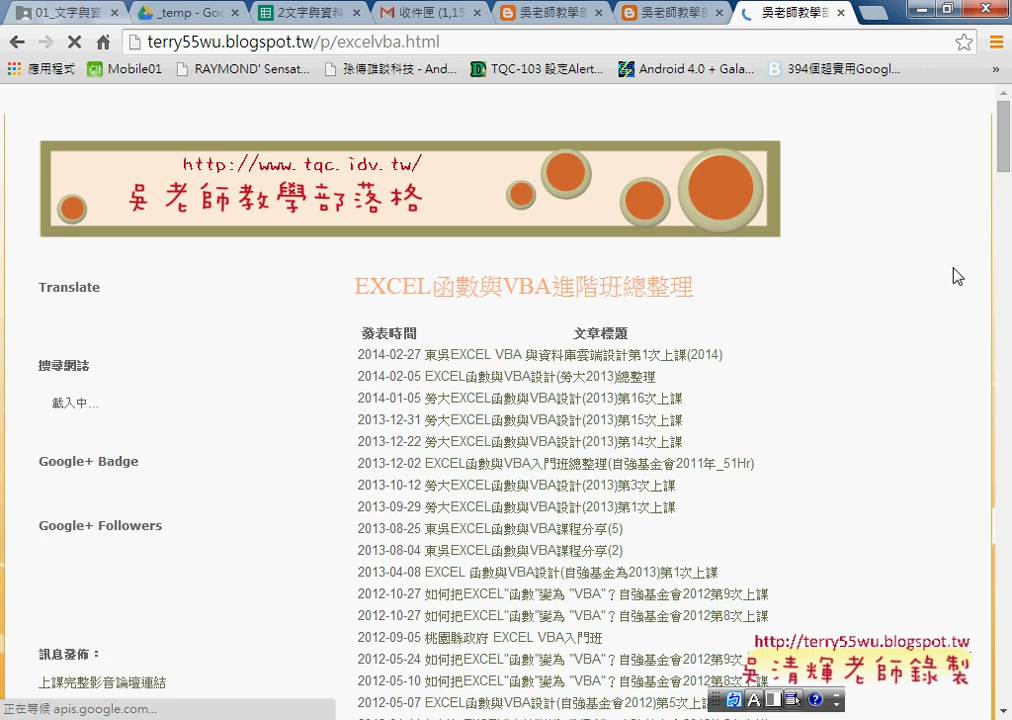 01_文字與資
_temp - Goo
2文字與資料
收件匣 (1,15
吳老師教學部
吳老師教學部
吳老師教學部
terry55wu.blogspot.tw/p/excelvba.html
應用程式
Mobile01
RAYMOND' Sensat...
孫傳雄談科技 - And...
TQC-103 設定Alert...
Android 4.0 + Gala...
394個超實用Googl...
»
http://www.tqc.idv.tw/
吳老師教學部落格
Translate
EXCEL函數與VBA進階班總整理
發表時間 文章標題
2014-02-27 東吳EXCEL VBA 與資料庫雲端設計第1次上課(2014)
搜尋網誌
2014-02-05 EXCEL函數與VBA設計(勞大2013)總整理
2014-01-05 勞大EXCEL函數與VBA設計(2013)第16次上課
載入中...
2013-12-31 勞大EXCEL函數與VBA設計(2013)第15次上課
2013-12-22 勞大EXCEL函數與VBA設計(2013)第14次上課
Google+ Badge
2013-12-02 EXCEL函數與VBA入門班總整理(自強基金會2011年_51Hr)
2013-10-12 勞大EXCEL函數與VBA設計(2013)第3次上課
2013-09-29 勞大EXCEL函數與VBA設計(2013)第1次上課
Google+ Followers
2013-08-25 東吳EXCEL函數與VBA課程分享(5)
2013-08-04 東吳EXCEL函數與VBA課程分享(2)
2013-04-08 EXCEL 函數與VBA設計(自強基金為2013)第1次上課
2012-10-27 如何把EXCEL"函數"變為 "VBA"？自強基金會2012第9次上課
2012-10-27 如何把EXCEL"函數"變為 "VBA"？自強基金會2012第8次上課
2012-09-05 桃園縣政府 EXCEL VBA入門班
訊息發佈：
2012-05-24 如何把EXCEL"函數"變為 "VBA"？自強基金會2012第9次
2012-05-10 如何把EXCEL"函數"變為 "VBA"？自強基金會2012第8次
上課完整影音論壇連結
2012-05-07 EXCEL函數與VBA設計(自強基金會2012)第5次上
http://terry55wu.blogspot.tw
吳清輝老師錄製
正在等候 apis.google.com...